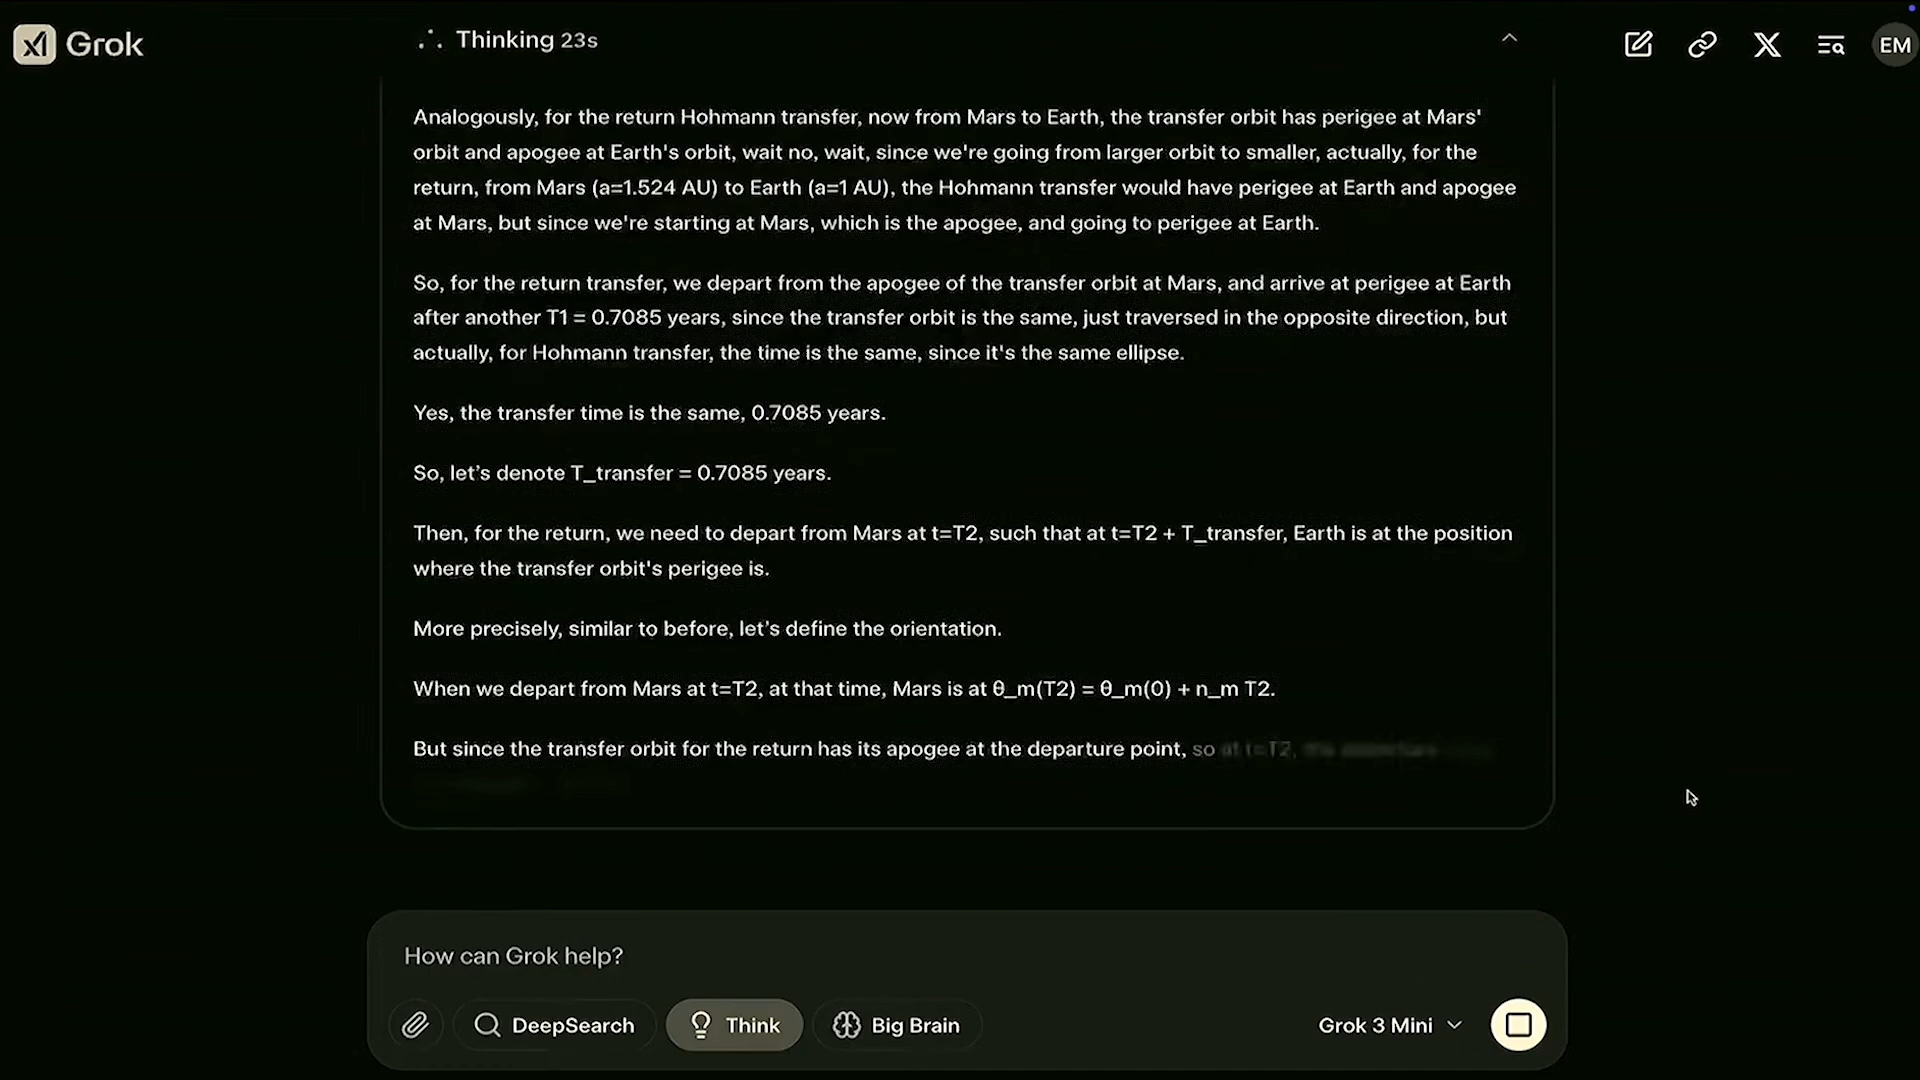 Grok
Thinking 23s
EM
Analogously, for the return Hohmann transfer, now from Mars to Earth, the transfer orbit has perigee at Mars'
orbit and apogee at Earth's orbit, wait no, wait, since we're going from larger orbit to smaller, actually, for the
return, from Mars (a=1.524 AU) to Earth (a=1 AU), the Hohmann transfer would have perigee at Earth and apogee
at Mars, but since we're starting at Mars, which is the apogee, and going to perigee at Earth.
So, for the return transfer, we depart from the apogee of the transfer orbit at Mars, and arrive at perigee at Earth
after another T1 = 0.7085 years, since the transfer orbit is the same, just traversed in the opposite direction, but
actually, for Hohmann transfer, the time is the same, since it's the same ellipse.
Yes, the transfer time is the same, 0.7085 years.
So, let's denote T_transfer = 0.7085 years.
Then, for the return, we need to depart from Mars at t=T2, such that at t=T2 + T_transfer, Earth is at the position
where the transfer orbit's perigee is.
More precisely, similar to before, let's define the orientation.
When we depart from Mars at t=T2, at that time, Mars is at θ_m(T2) = θ_m(0) + n_m T2.
But since the transfer orbit for the return has its apogee at the departure point, so at t=T2, the
How can Grok help?
DeepSearch
Think
Big Brain
Grok 3 Mini